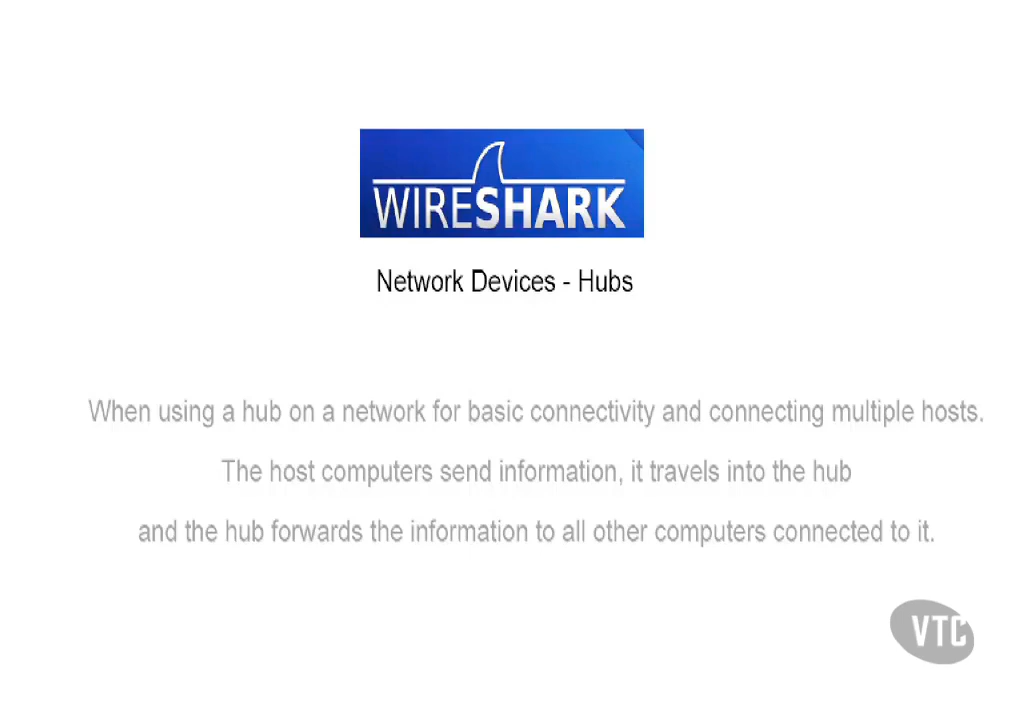 WIRESHARK
Network Devices - Hubs
When using a hub on a network for basic connectivity and connecting multiple hosts.
The host computers send information, it travels into the hub
and the hub forwards the information to all other computers connected to it.
VTC